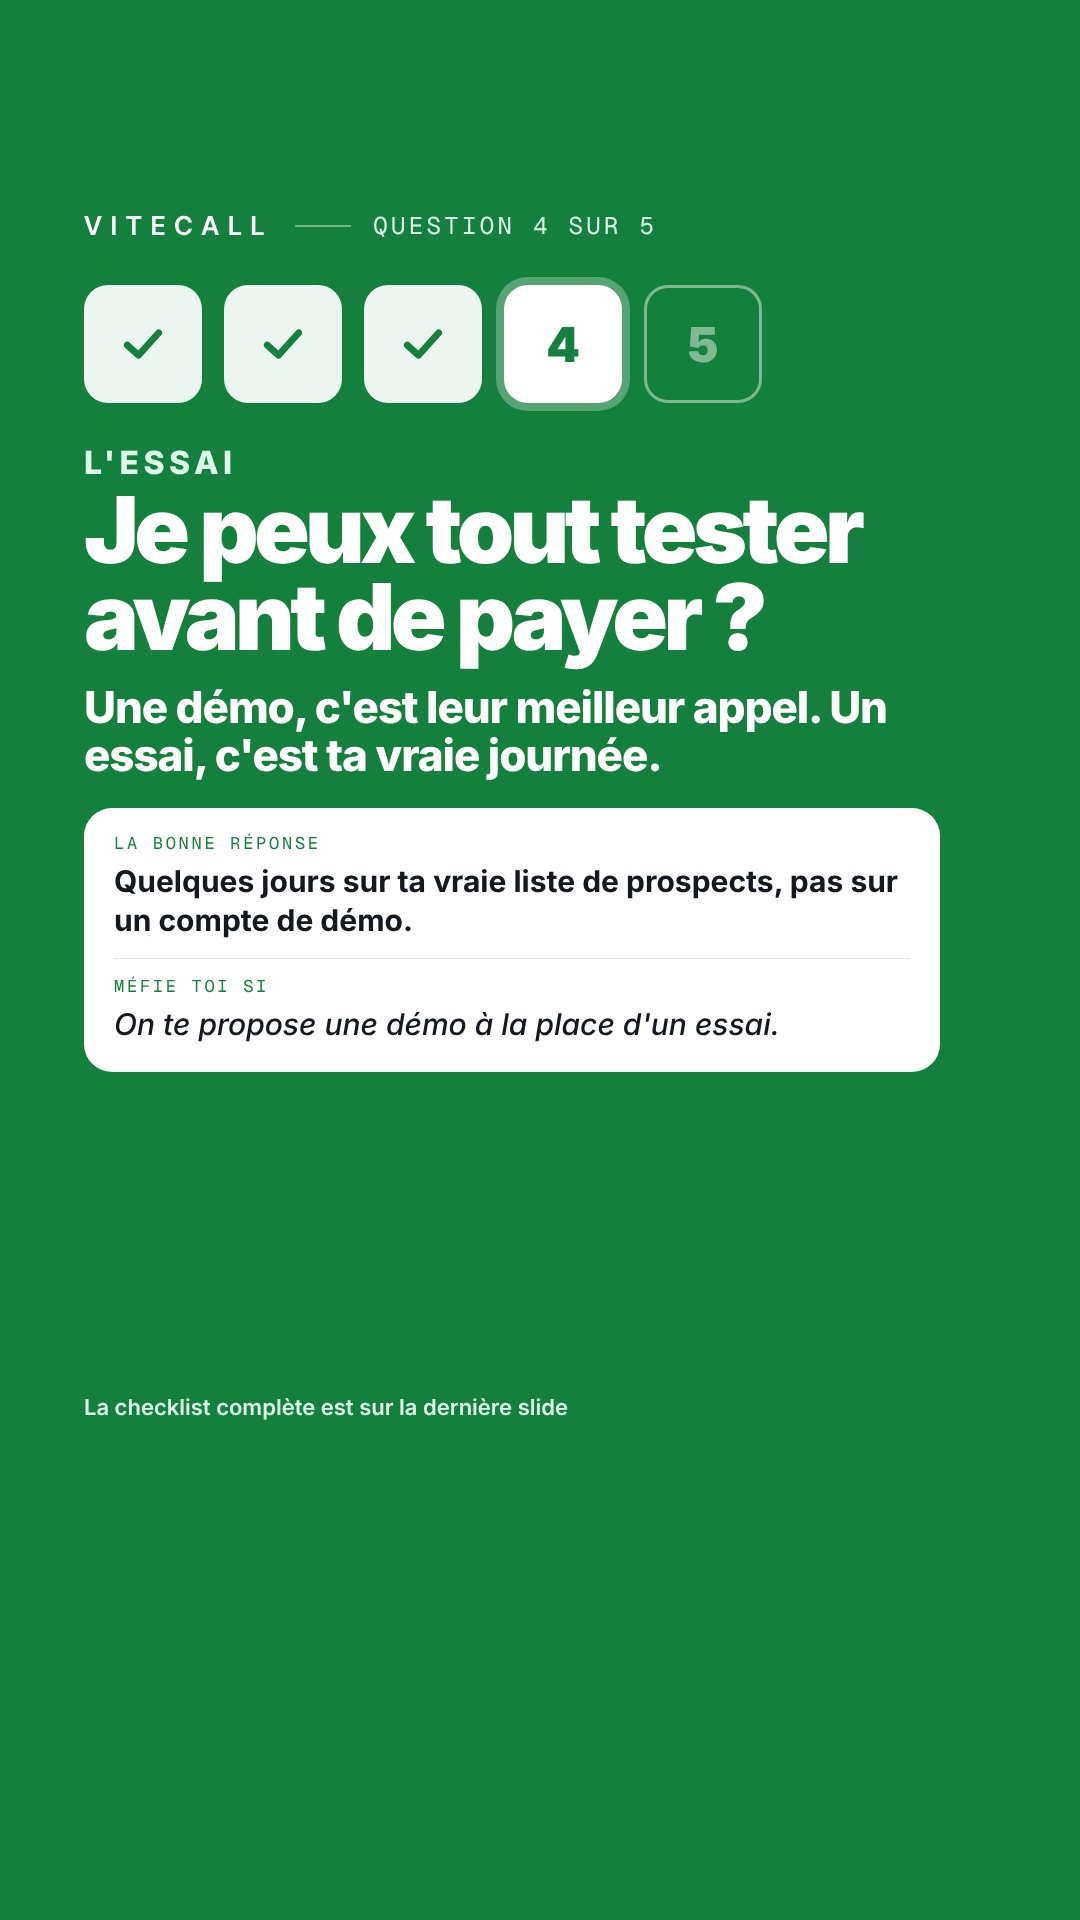 VITECALL — QUESTION 4 SUR 5
4 5
L'ESSAI
Je peux tout tester
avant de payer ?
Une démo, c'est leur meilleur appel. Un
essai, c'est ta vraie journée.
LA BONNE RÉPONSE
Quelques jours sur ta vraie liste de prospects, pas sur
un compte de démo.
MÉFIE TOI SI
On te propose une démo à la place d'un essai.
La checklist complète est sur la dernière slide